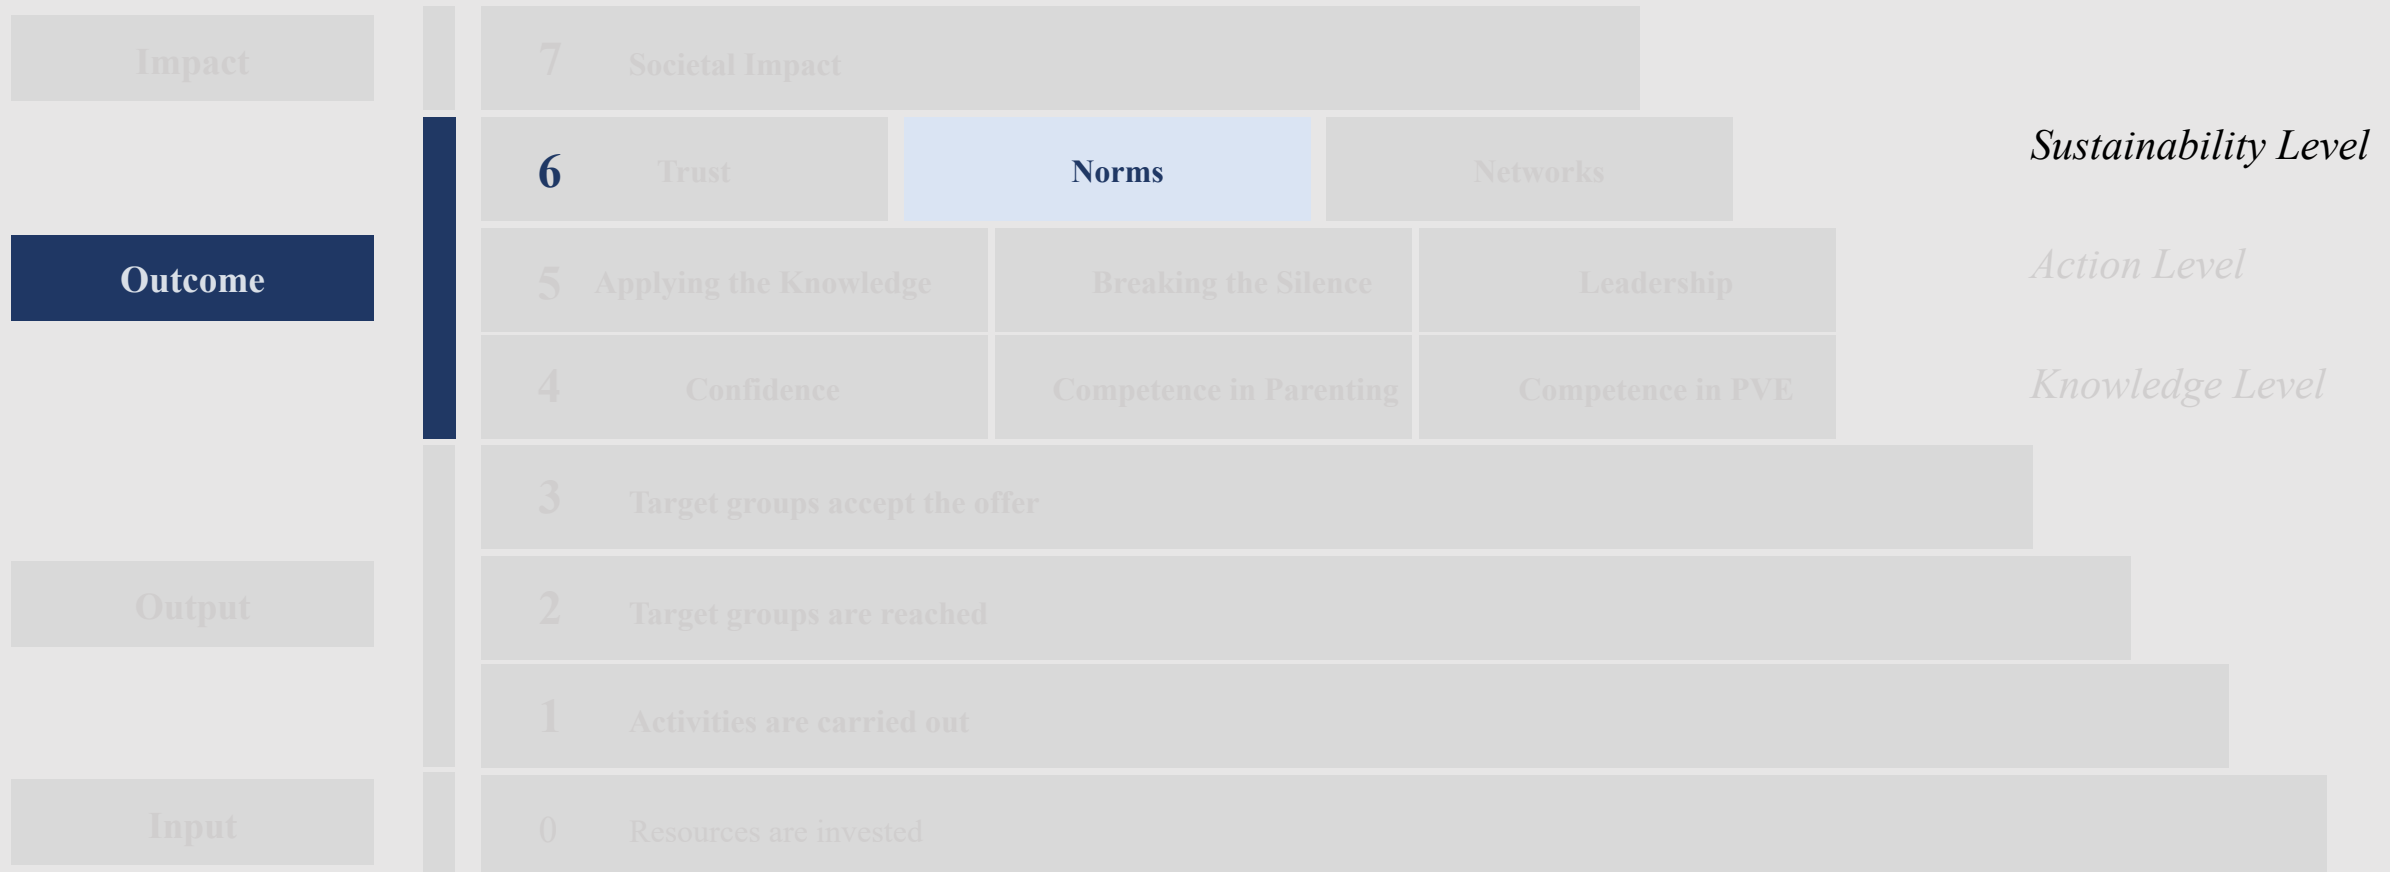 Impact
7 Societal Impact
6 Trust Norms Networks Sustainability Level
Outcome
5 Applying the Knowledge Breaking the Silence Leadership Action Level
4 Confidence Competence in Parenting Competence in PVE Knowledge Level
3 Target groups accept the offer
Output
2 Target groups are reached
1 Activities are carried out
Input
0 Resources are invested